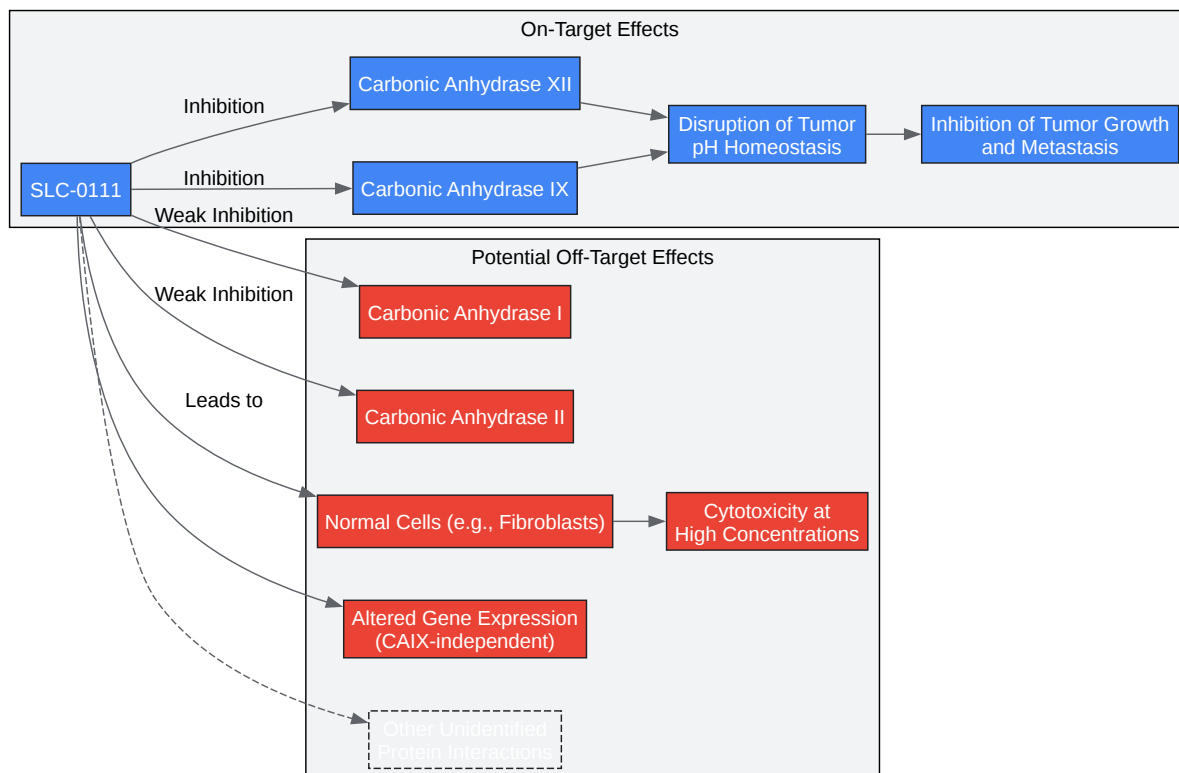 On-Target Effects
Carbonic Anhydrase XII
Inhibition
Disruption of Tumor
pH Homeostasis
Inhibition of Tumor Growth
and Metastasis
SLC-0111
Inhibition
Carbonic Anhydrase IX
Weak Inhibition
Potential Off-Target Effects
Weak Inhibition
Carbonic Anhydrase I
Leads to
Carbonic Anhydrase II
Normal Cells (e.g., Fibroblasts)
Cytotoxicity at
High Concentrations
Altered Gene Expression
(CAIX-independent)
Other Unidentified
Protein Interactions